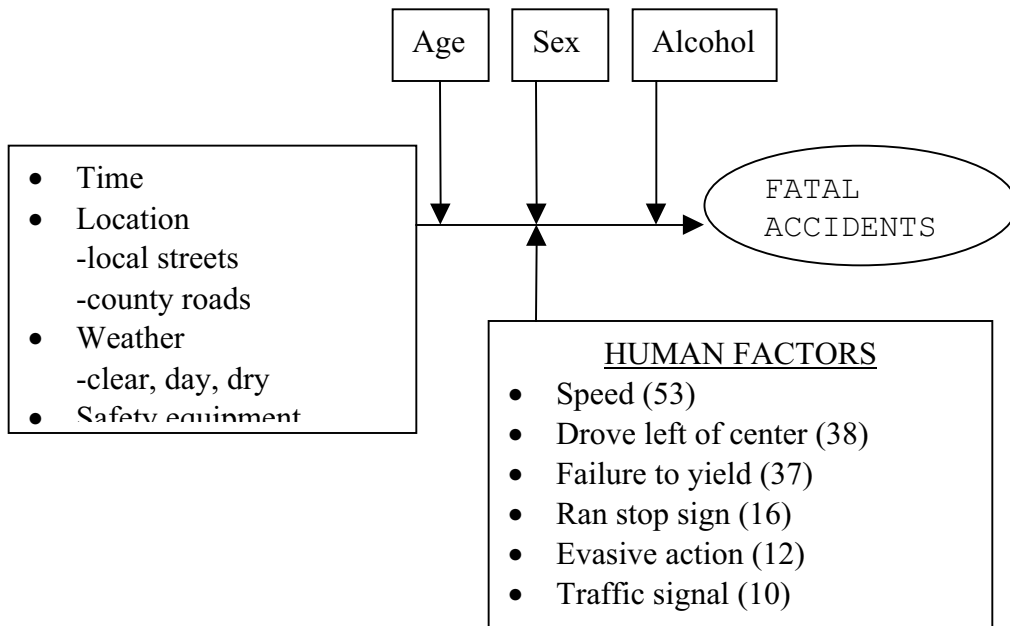 Age
Sex
Alcohol
• Time
• Location
-local streets
-county roads
• Weather
-clear, day, dry
• Safety equipment
FATAL
ACCIDENTS
HUMAN FACTORS
• Speed (53)
• Drove left of center (38)
• Failure to yield (37)
• Ran stop sign (16)
• Evasive action (12)
• Traffic signal (10)